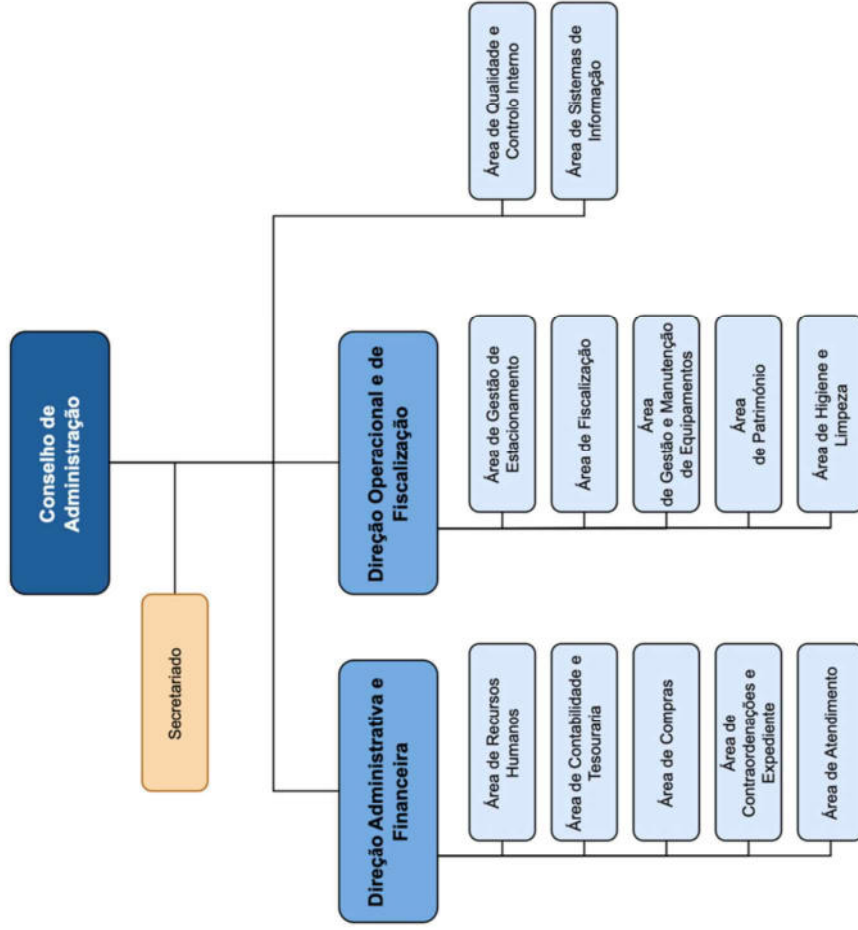 Conselho de
Administração
Secretariado
Direção Administrativa e
Financeira
Área de Recursos
Humanos
Área de Contabilidade e
Tesouraria
Área de Compras
Área de
Contraordenações e
Expediente
Área de Atendimento
Direção Operacional e de
Fiscalização
Área de Gestão de
Estacionamento
Área de Fiscalização
Área
de Gestão e Manutenção
de Equipamentos
Área
de Património
Área de Higiene e
Limpeza
Área de Qualidade e
Controlo Interno
Área de Sistemas de
Informação